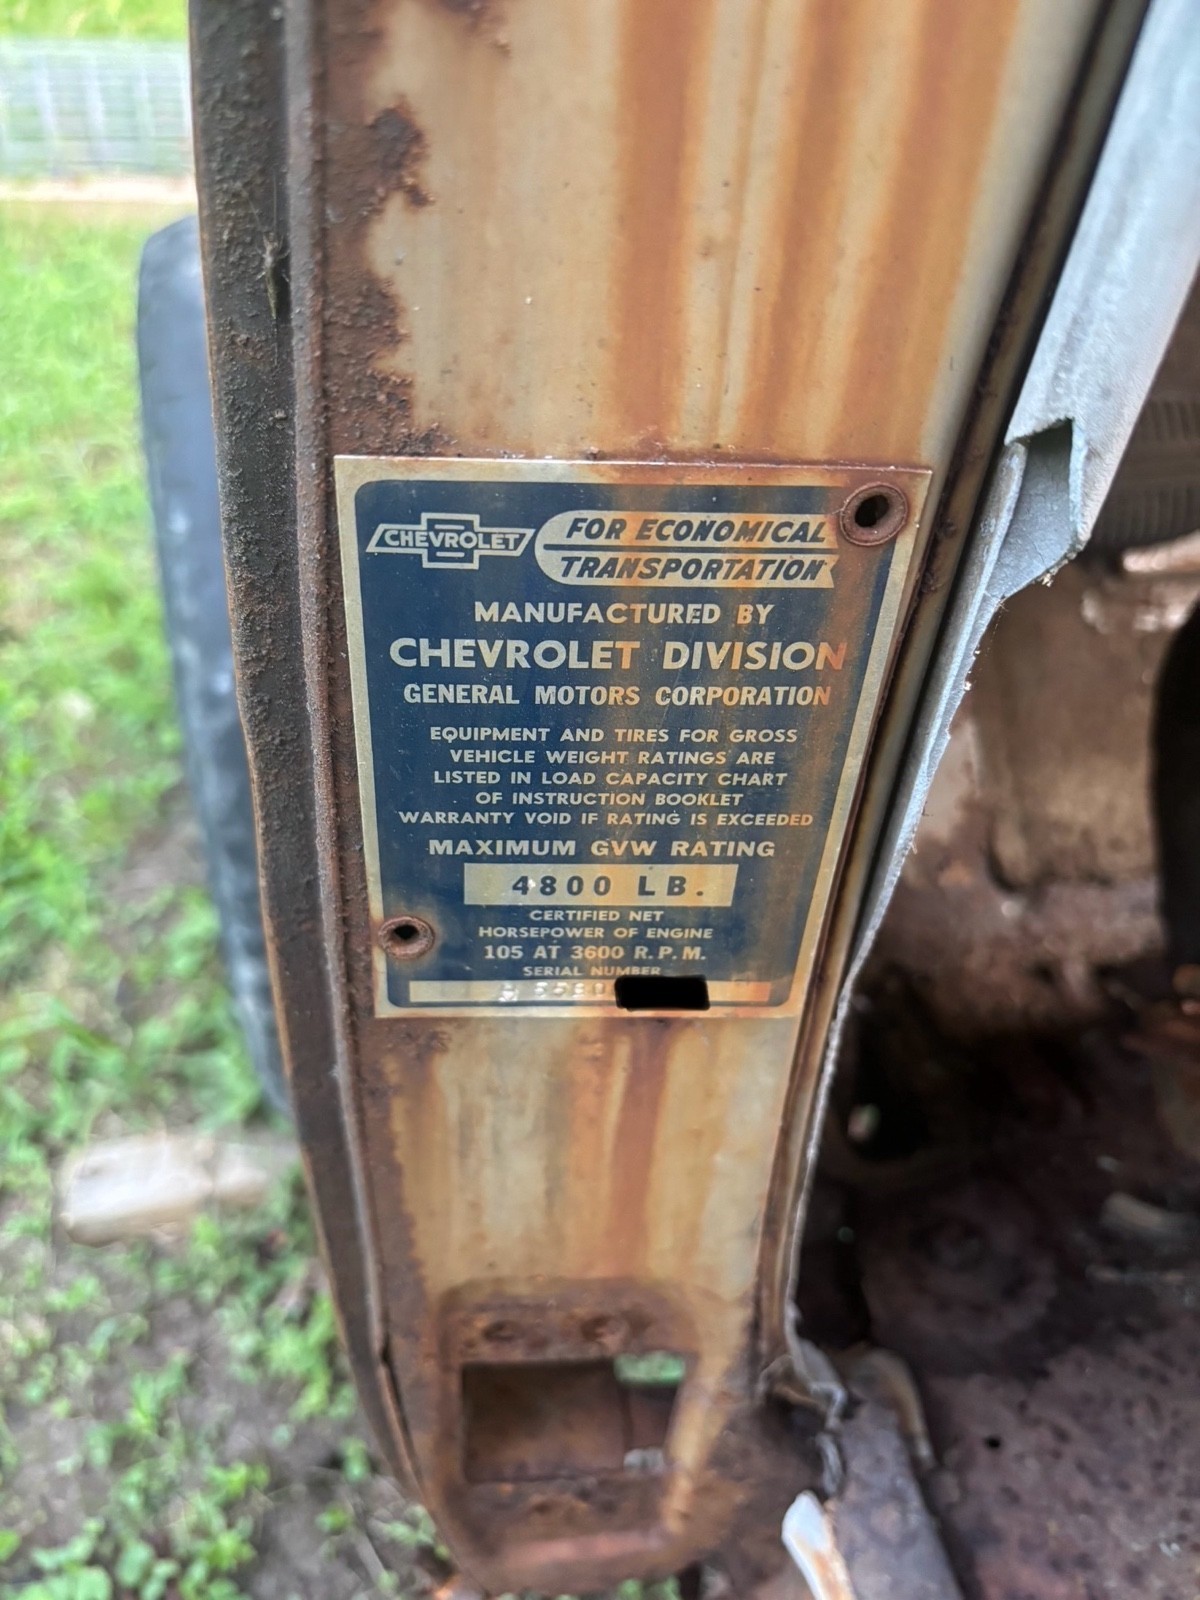 CHEVROLET
FOR ECONOMICAL
TRANSPORTATION
MANUFACTURED BY
CHEVROLET DIVISION
GENERAL MOTORS CORPORATION
EQUIPMENT AND TIRES FOR GROSS
VEHICLE WEIGHT RATINGS ARE
LISTED IN LOAD CAPACITY CHART
OF INSTRUCTION BOOKLET
WARRANTY VOID IF RATING IS EXCEEDED
MAXIMUM GVW RATING
4800 LB.
CERTIFIED NET
HORSEPOWER OF ENGINE
105 AT 3600 R.P.M.
SERIAL NUMBER